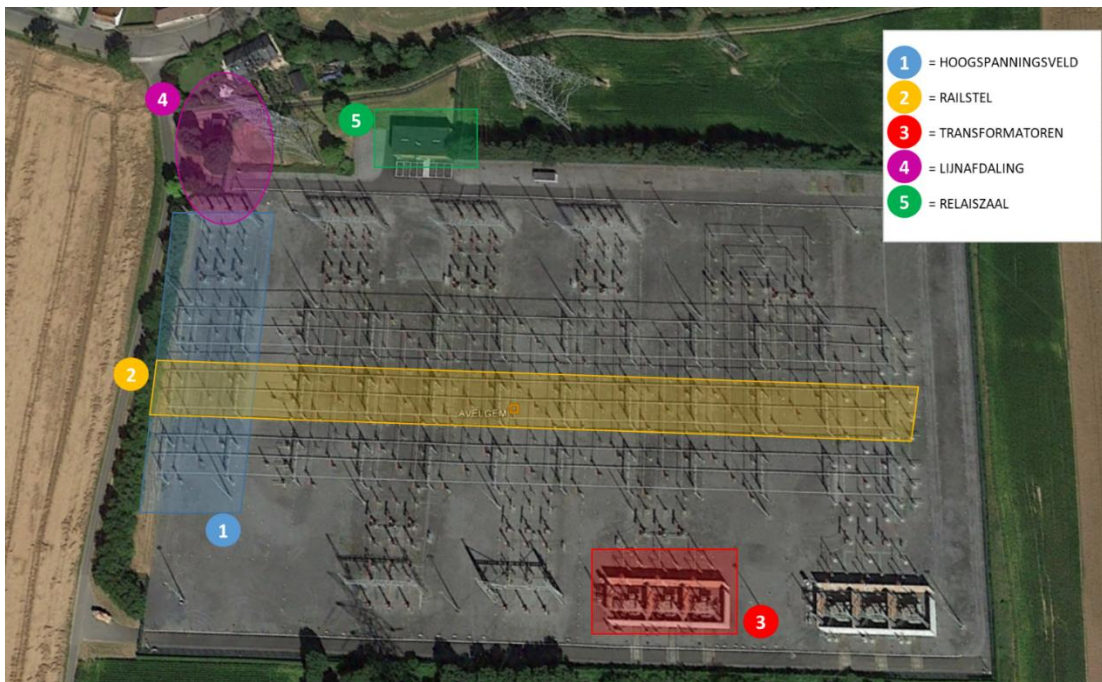 1 = HOOGSPANNINGSVELD
2 = RAILSTEL
3 = TRANSFORMATOREN
4 = LIJNAFDALING
5 = RELAISZAAL
4
5
2
AVELGEM
1
3